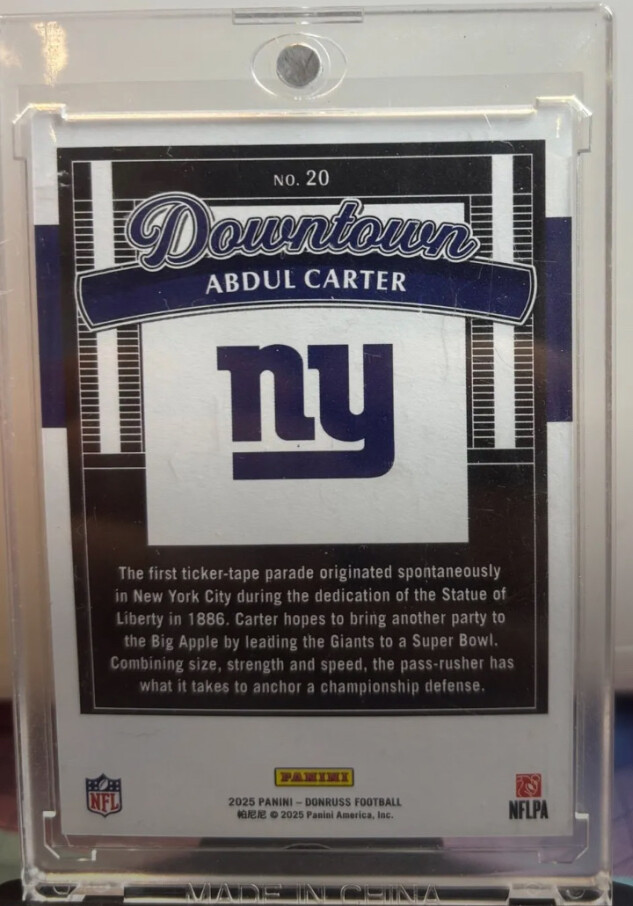 NO. 20
Downtown
ABDUL CARTER
ny
The first ticker-tape parade originated spontaneously
in New York City during the dedication of the Statue of
Liberty in 1886. Carter hopes to bring another party to
the Big Apple by leading the Giants to a Super Bowl.
Combining size, strength and speed, the pass-rusher has
what it takes to anchor a championship defense.
PANINI
NFL
2025 PANINI – DONRUSS FOOTBALL
帕尼尼 © 2025 Panini America, Inc.
NFLPA
MADE IN CHINA